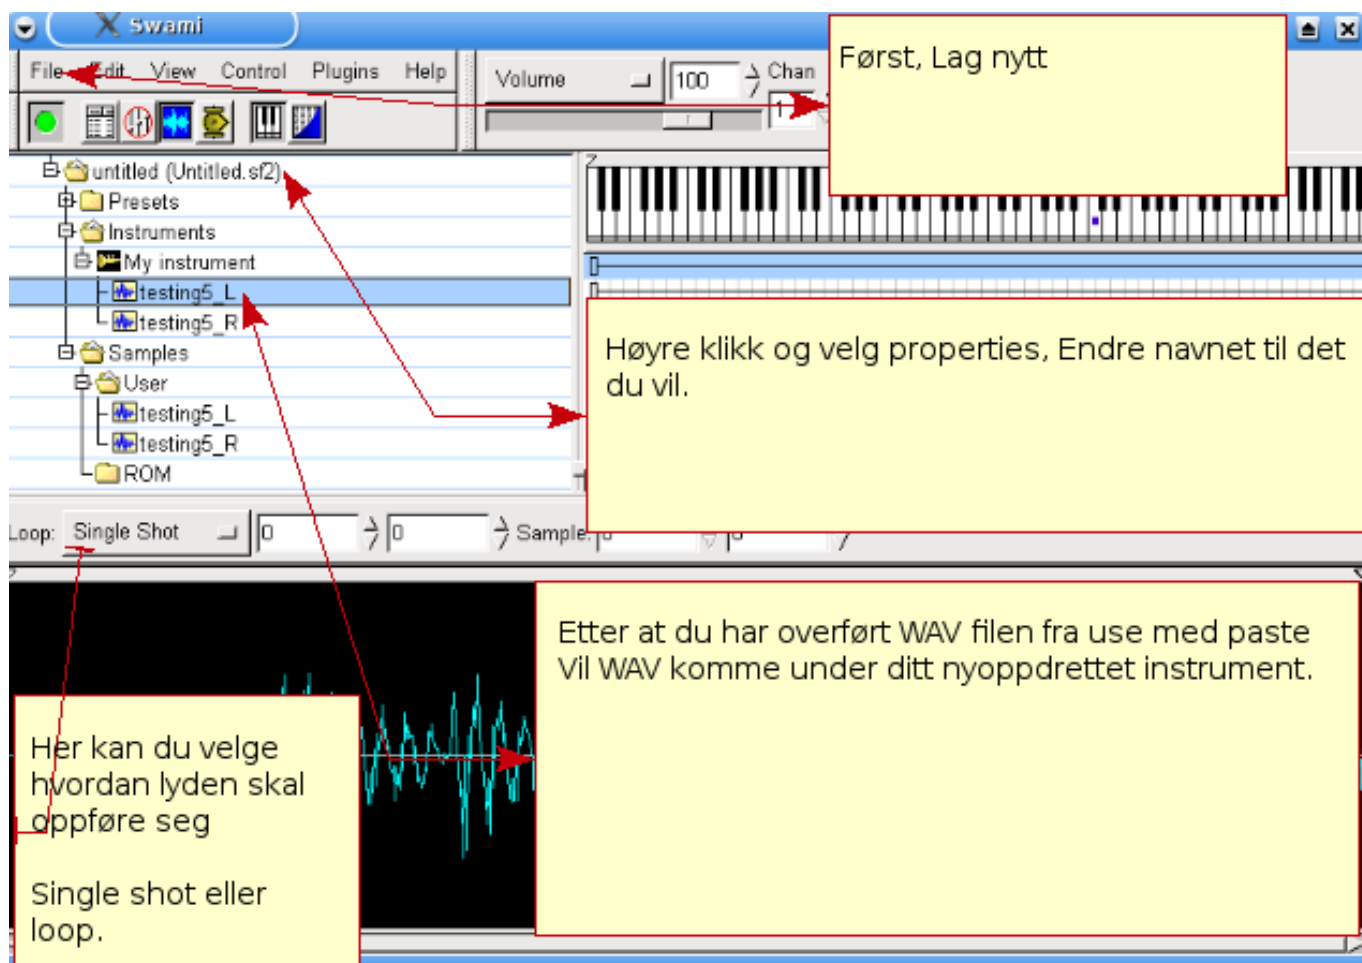 Swami
File Edit View Control Plugins Help
Volume 100 Chan
1
Først, Lag nytt
untitled (Untitled.sf2)
Presets
Instruments
My instrument
testing5_L
testing5_R
Samples
User
testing5_L
testing5_R
ROM
Høyre klikk og velg properties, Endre navnet til det
du vil.
Loop: Single Shot 0 0 Sample:
Etter at du har overført WAV filen fra use med paste
Vil WAV komme under ditt nyoppdrettet instrument.
Her kan du velge
hvordan lyden skal
oppføre seg
Single shot eller
loop.